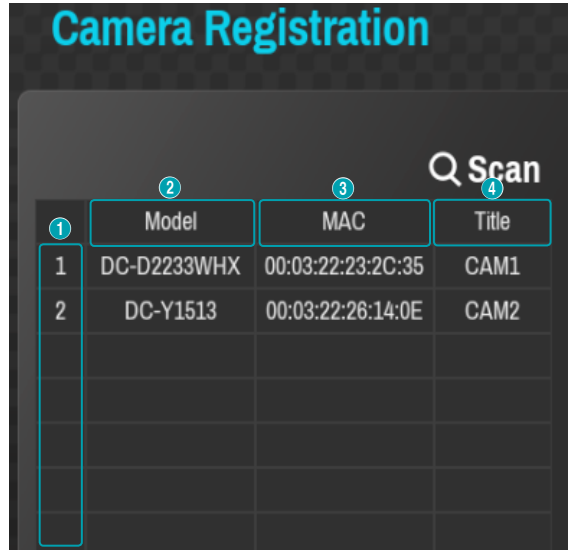 Camera Registration
Scan
2 3 4
1 Model MAC Title
1 DC-D2233WHX 00:03:22:23:2C:35 CAM1
2 DC-Y1513 00:03:22:26:14:0E CAM2